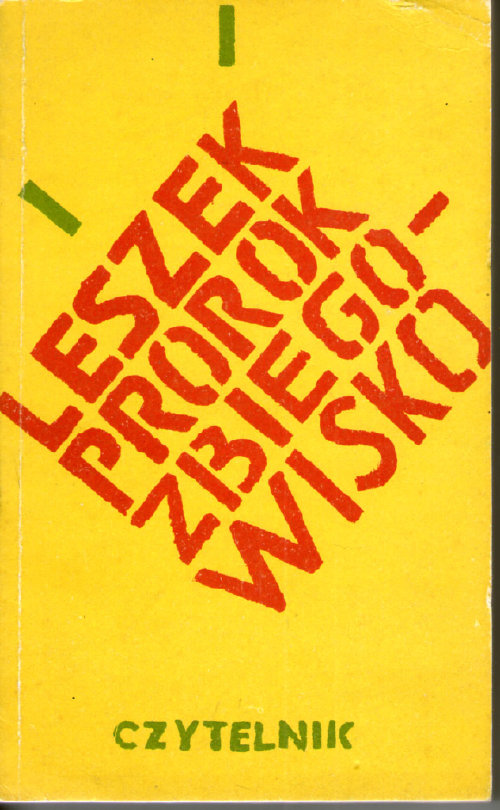 LESZEK
PROROK
ZBIEGO-
WISKO
CZYTELNIK